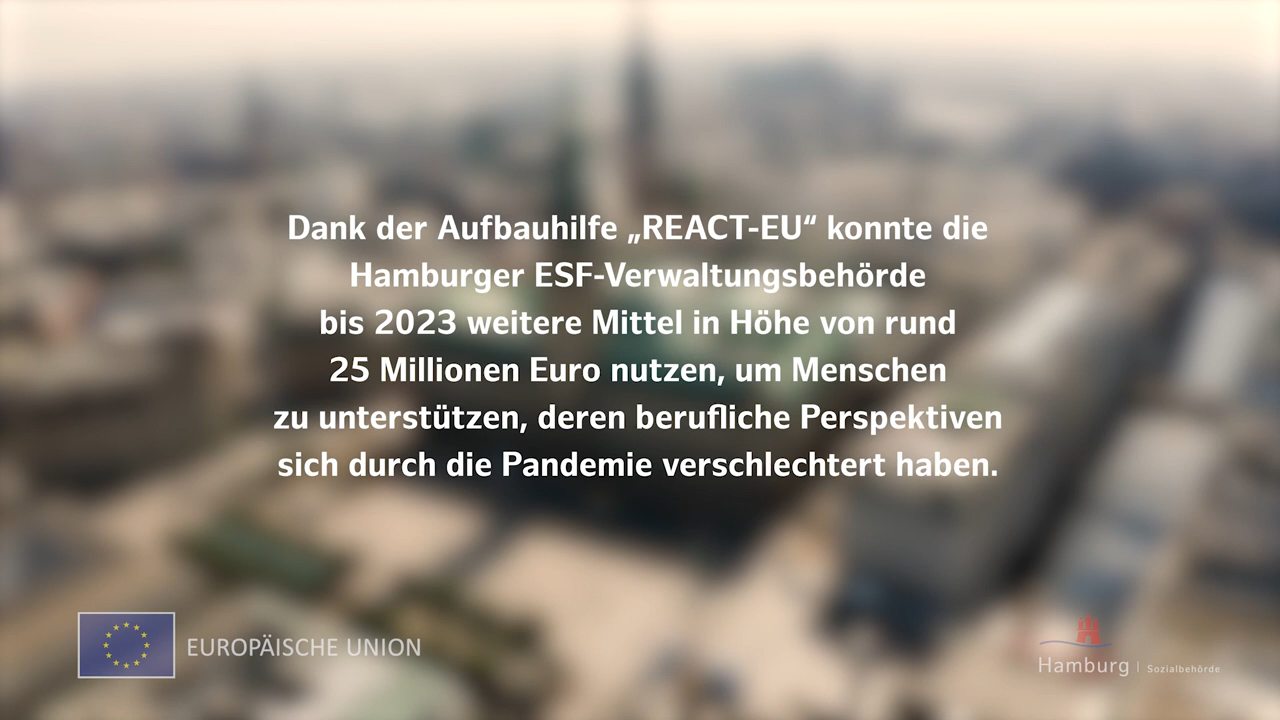 Dank der Aufbauhilfe „REACT-EU“ konnte die
Hamburger ESF-Verwaltungsbehörde
bis 2023 weitere Mittel in Höhe von rund
25 Millionen Euro nutzen, um Menschen
zu unterstützen, deren berufliche Perspektiven
sich durch die Pandemie verschlechtert haben.
EUROPÄISCHE UNION
Hamburg | Sozialbehörde